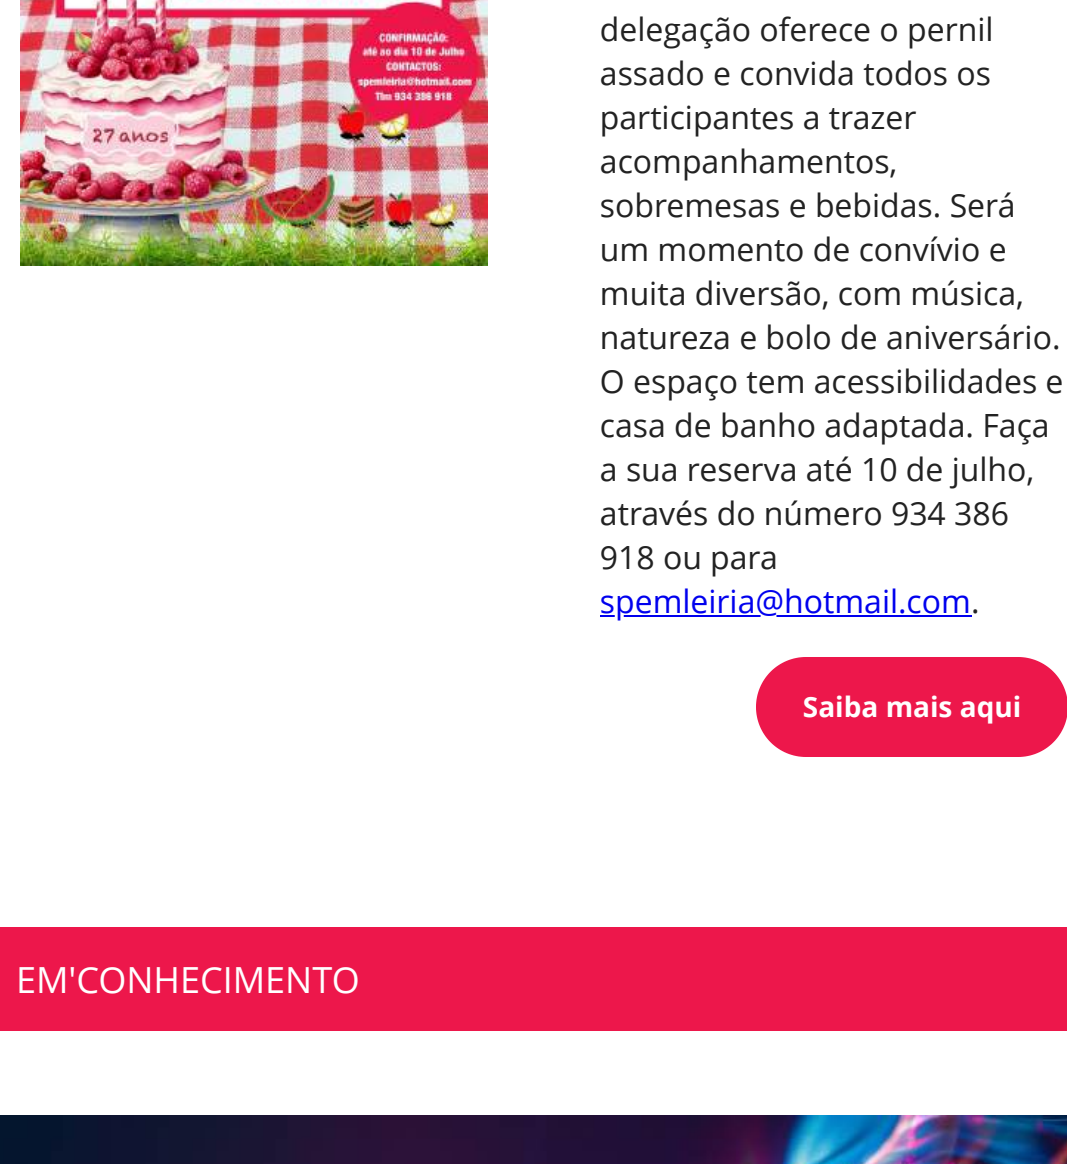 CONFIRMAÇÃO:
até ao dia 10 de Julho
CONTACTOS:
spemleiria@hotmail.com
Tlm 934 386 918
27 anos
delegação oferece o pernil
assado e convida todos os
participantes a trazer
acompanhamentos,
sobremesas e bebidas. Será
um momento de convívio e
muita diversão, com música,
natureza e bolo de aniversário.
O espaço tem acessibilidades e
casa de banho adaptada. Faça
a sua reserva até 10 de julho,
através do número 934 386
918 ou para
spemleiria@hotmail.com.
Saiba mais aqui
EM'CONHECIMENTO